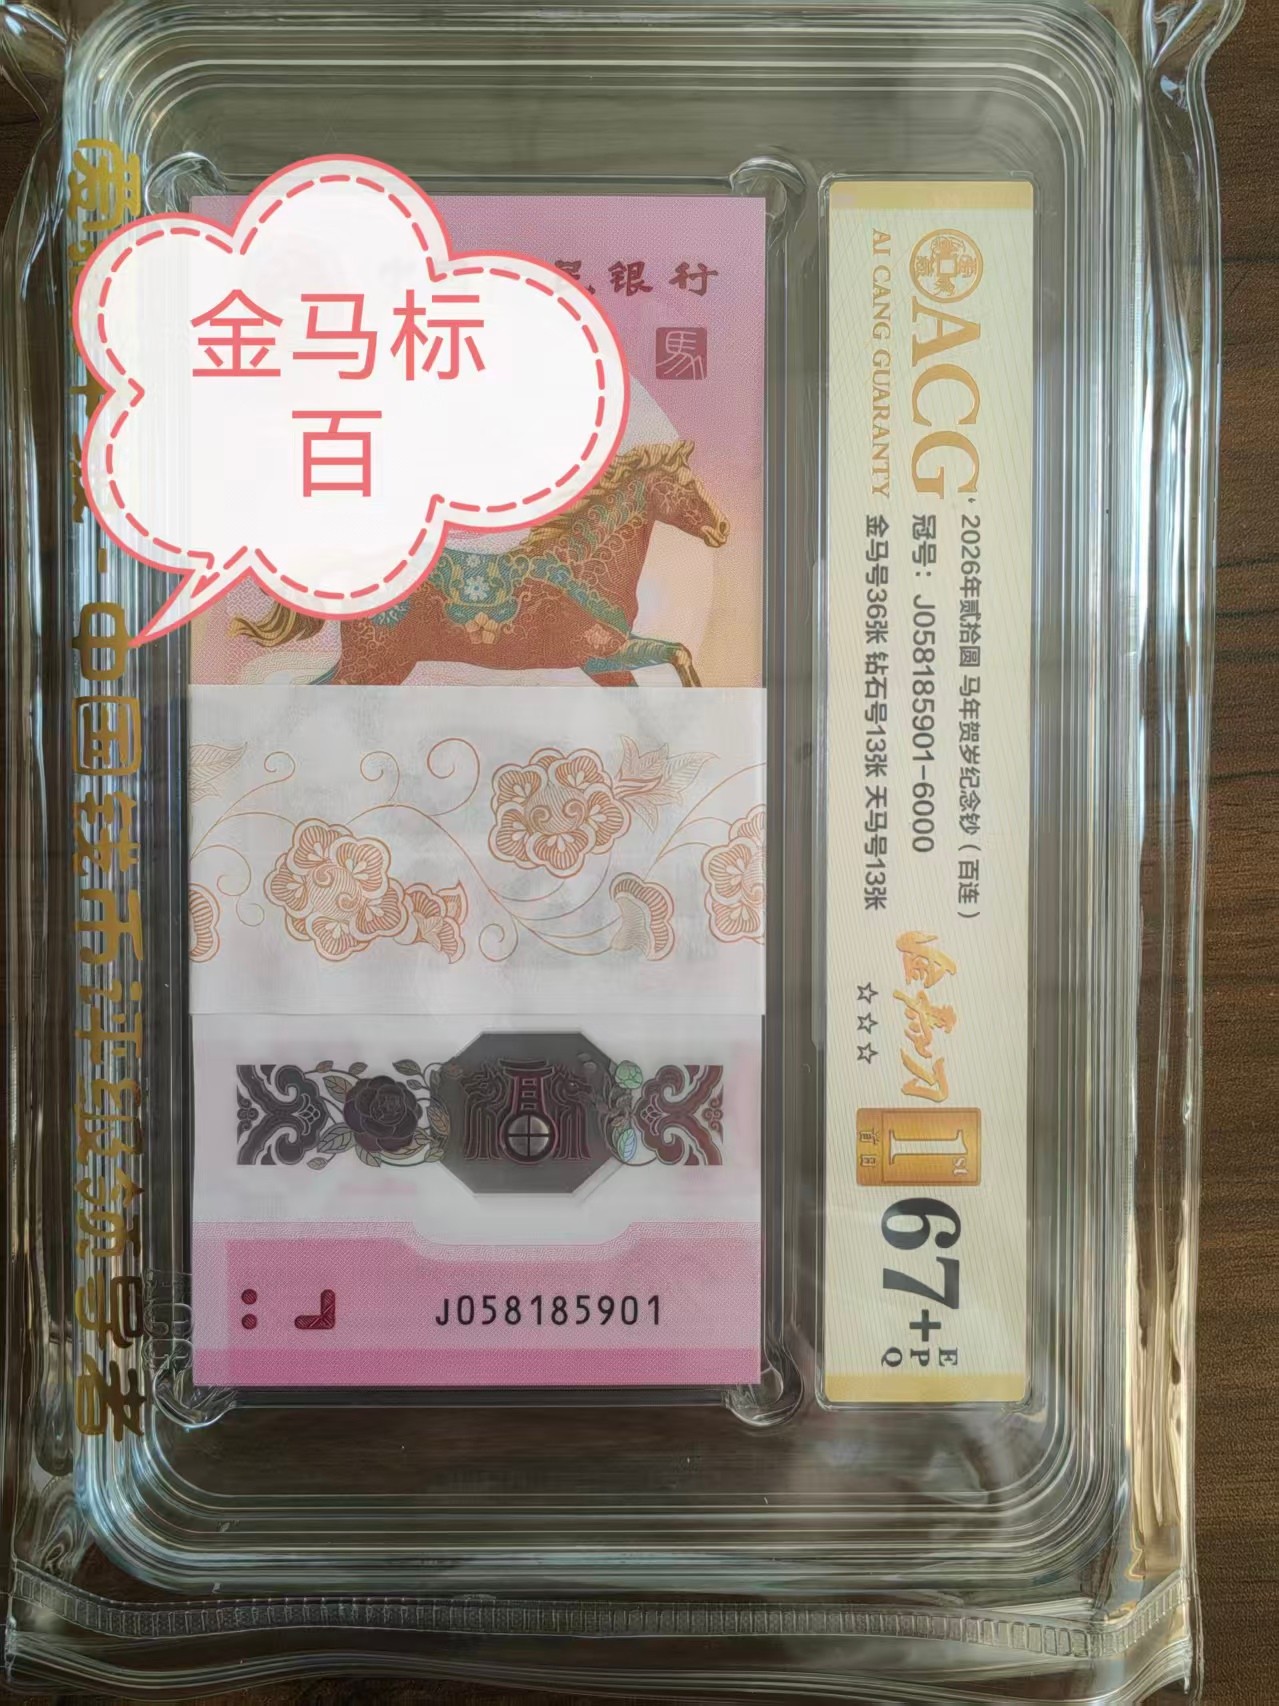 金马标
百
银行
馬
J058185901
ACG
AI CANG GUARANTY
2026年贰拾圆 马年贺岁纪念钞（百连）
冠号：J058185901-6000
金马号36张 钻石号13张 天马号13张
☆☆☆
1st
首日
67+
E
P
Q
中国钱币评级领导者